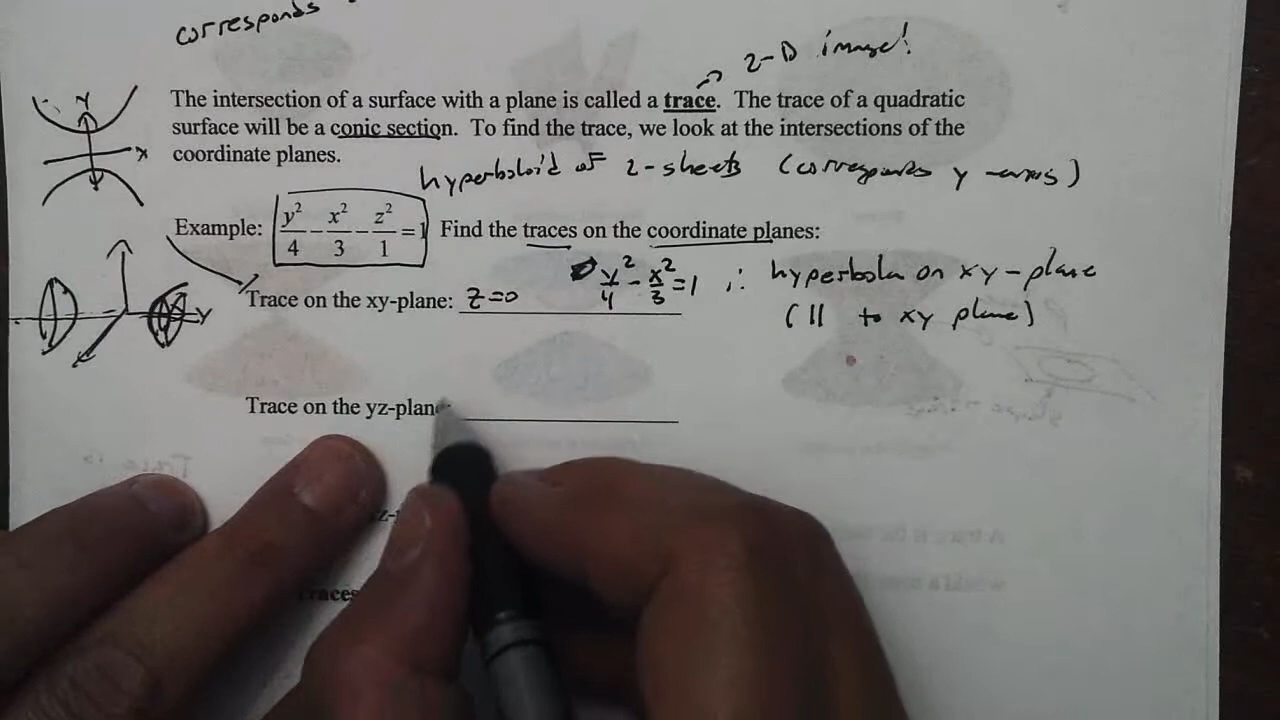 corresponds
2-D image!
The intersection of a surface with a plane is called a trace. The trace of a quadratic
surface will be a conic section. To find the trace, we look at the intersections of the
coordinate planes.
hyperboloid of 2-sheets (corresponds y-axis)
Y
X
Example: y²/4 - x²/3 - z²/1 = 1 Find the traces on the coordinate planes:
y²/4 - x²/3 = 1 ∴ hyperbola on xy-plane
Trace on the xy-plane: z=0
(|| to xy plane)
Y
Trace on the yz-plane
Traces